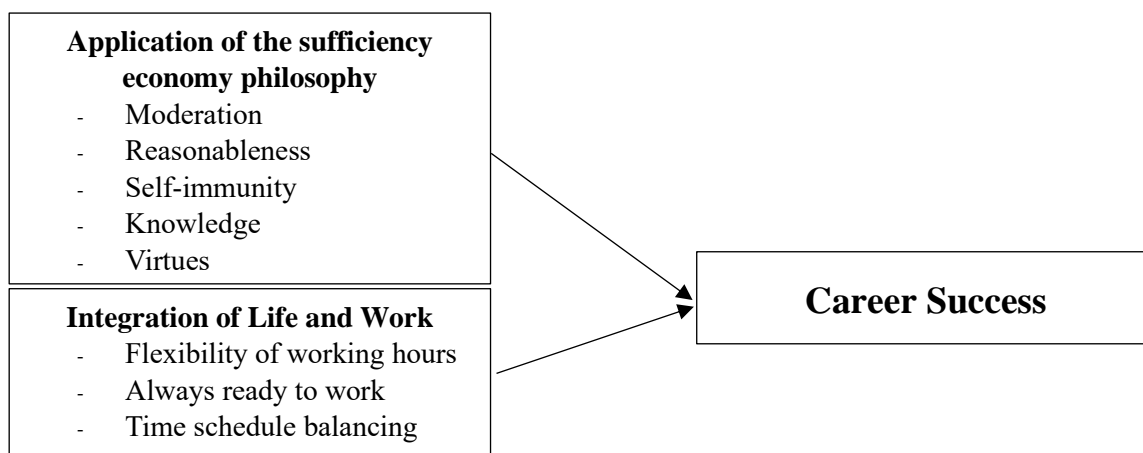 Application of the sufficiency
economy philosophy
- Moderation
- Reasonableness
- Self-immunity
- Knowledge
- Virtues
Integration of Life and Work
- Flexibility of working hours
- Always ready to work
- Time schedule balancing
Career Success